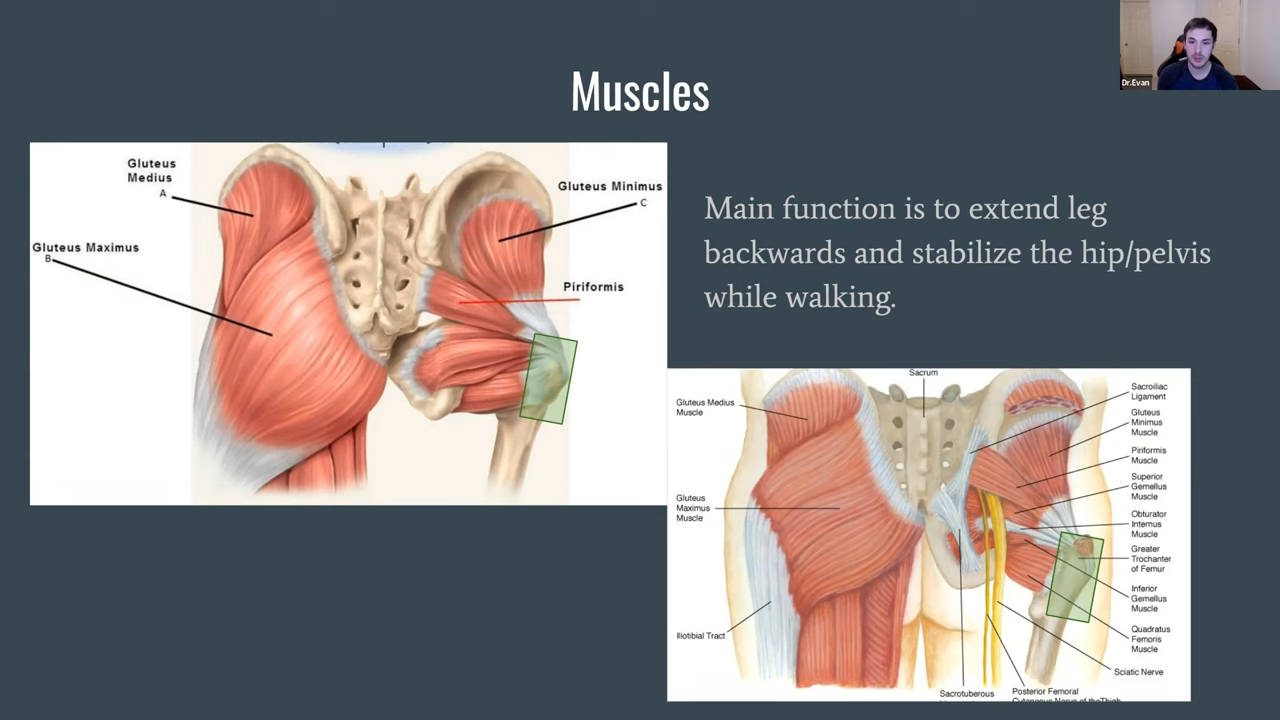 Dr.Evan
Muscles
Gluteus
Medius
A
Gluteus Maximus
B
Gluteus Minimus
C
Piriformis
Main function is to extend leg
backwards and stabilize the hip/pelvis
while walking.
Sacrum
Gluteus Medius
Muscle
Gluteus
Maximus
Muscle
Iliotibial Tract
Sacroiliac
Ligament
Gluteus
Minimus
Muscle
Piriformis
Muscle
Superior
Gemellus
Muscle
Obturator
Internus
Muscle
Greater
Trochanter
of Femur
Inferior
Gemellus
Muscle
Quadratus
Femoris
Muscle
Sciatic Nerve
Posterior Femoral
Cutaneous Nerve of theThigh
Sacrotuberous